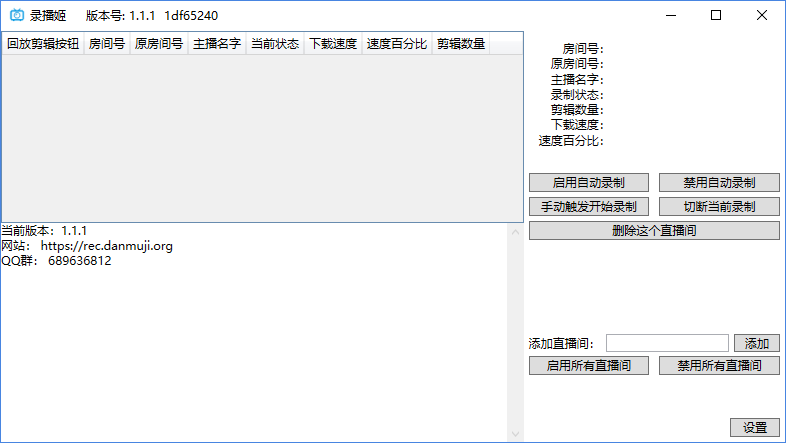 录播姬 版本号: 1.1.1 1df65240
回放剪辑按钮 房间号 原房间号 主播名字 当前状态 下载速度 速度百分比 剪辑数量
当前版本：1.1.1
网站： https://rec.danmuji.org
QQ群： 689636812
房间号：
原房间号：
主播名字：
录制状态：
剪辑数量：
下载速度：
速度百分比：
启用自动录制 禁用自动录制
手动触发开始录制 切断当前录制
删除这个直播间
添加直播间： 添加
启用所有直播间 禁用所有直播间
设置